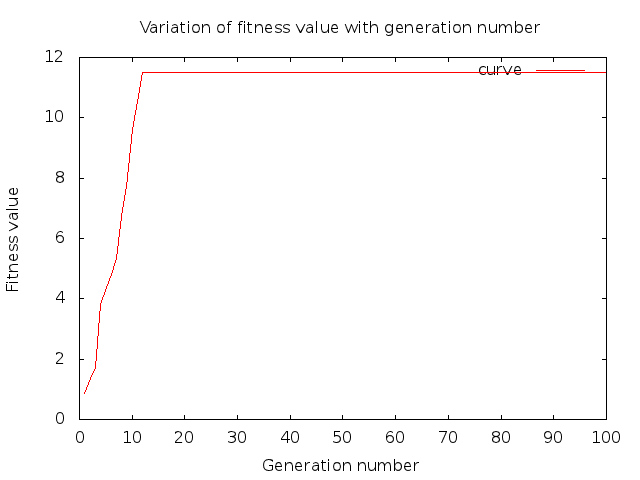 Variation of fitness value with generation number
12
curve
10
8
6
4
2
0
Fitness value
0 10 20 30 40 50 60 70 80 90 100
Generation number